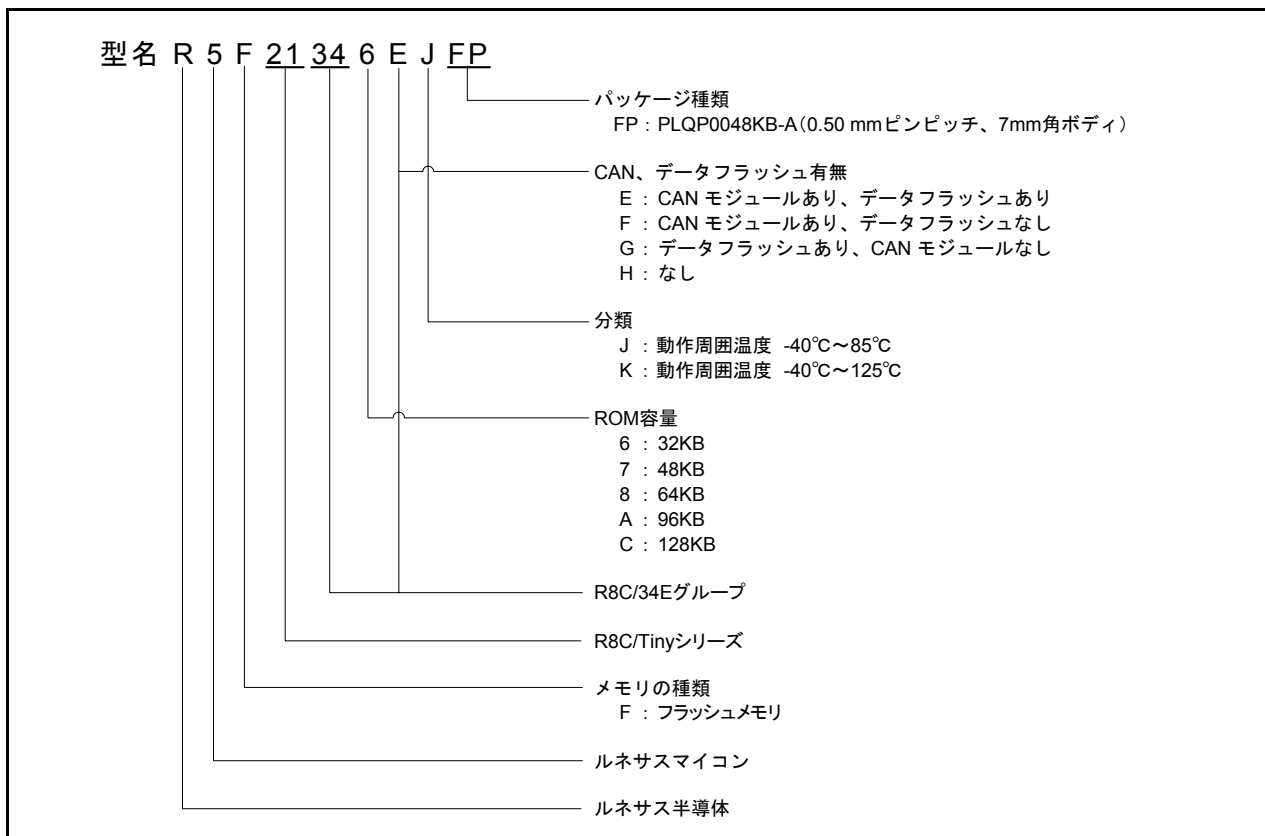 型名 R 5 F 21 34 6 E J FP
パッケージ種類
FP : PLQP0048KB-A(0.50 mmピンピッチ、7mm角ボディ)
CAN、データフラッシュ有無
E : CAN モジュールあり、データフラッシュあり
F : CAN モジュールあり、データフラッシュなし
G : データフラッシュあり、CAN モジュールなし
H : なし
分類
J : 動作周囲温度 -40℃~85℃
K : 動作周囲温度 -40℃~125℃
ROM容量
6 : 32KB
7 : 48KB
8 : 64KB
A : 96KB
C : 128KB
R8C/34Eグループ
R8C/Tinyシリーズ
メモリの種類
F : フラッシュメモリ
ルネサスマイコン
ルネサス半導体